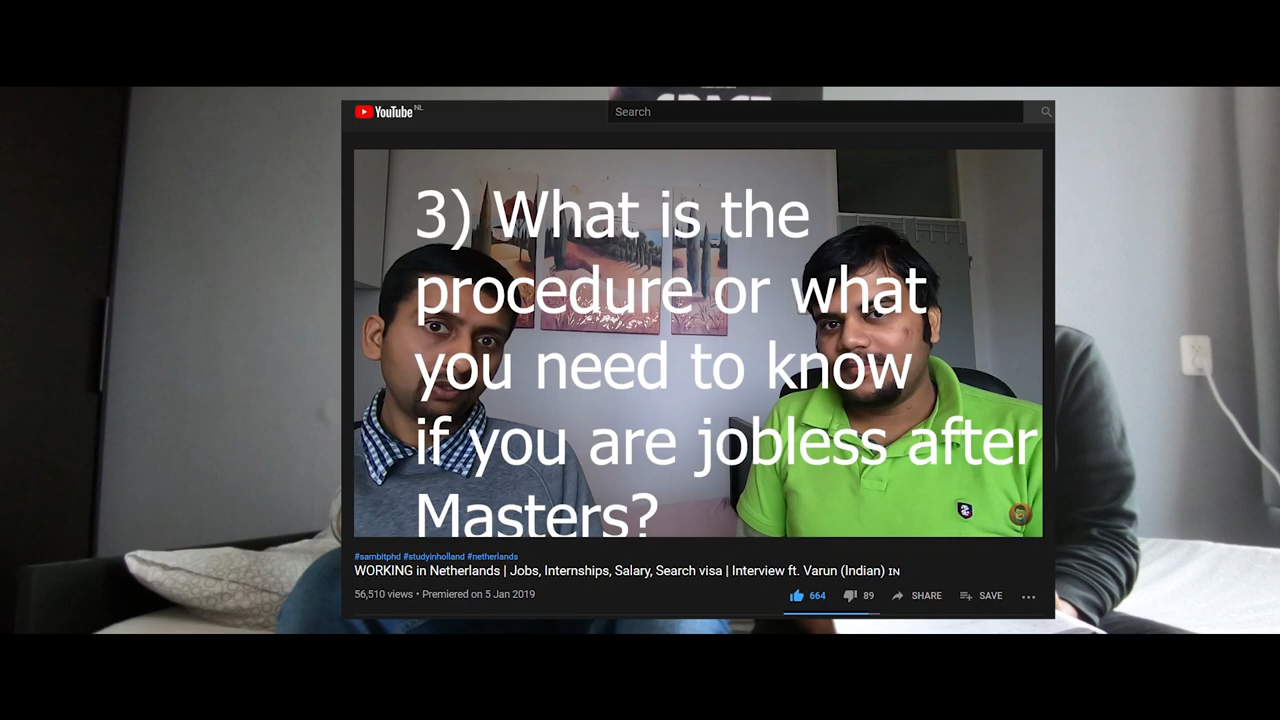 SPACE
YouTube NL
Search
3) What is the
procedure or what
you need to know
if you are jobless after
Masters?
#sambitphd #studyinholland #netherlands
WORKING in Netherlands | Jobs, Internships, Salary, Search visa | Interview ft. Varun (Indian) IN
56,510 views • Premiered on 5 Jan 2019
664 89 SHARE SAVE